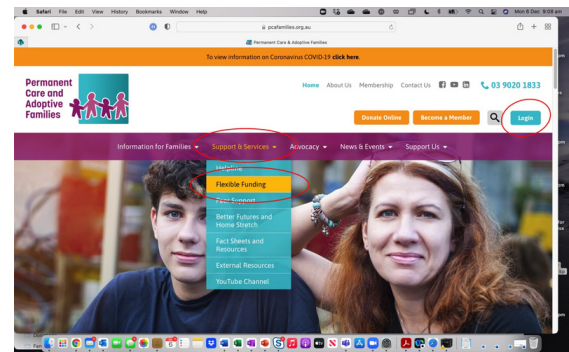 Safari File Edit View History Bookmarks Window Help
Mon 6 Dec 9:08 am
pcafamilies.org.au
Permanent Care & Adoptive Families
To view information on Coronavirus COVID-19 click here.
Permanent
Care and
Adoptive
Families
Home About Us Membership Contact Us 03 9020 1833
Donate Online Become a Member Login
Information for Families Support & Services Advocacy News & Events Support Us
Helpline
Flexible Funding
Peer Support
Better Futures and
Home Stretch
Fact Sheets and
Resources
External Resources
YouTube Channel